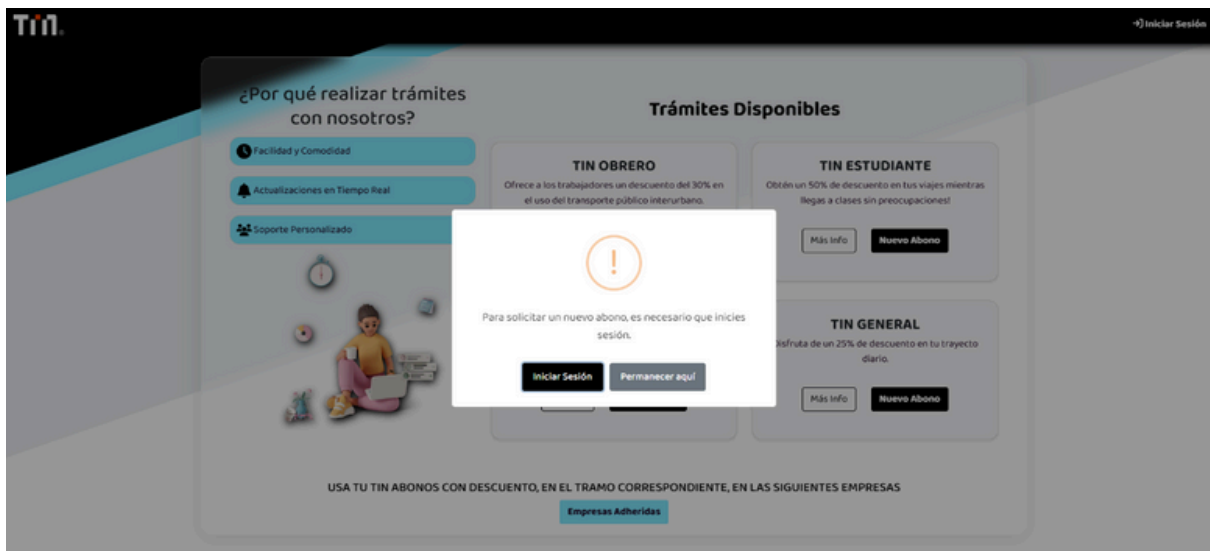 TIN.
Iniciar Sesión
¿Por qué realizar trámites
con nosotros?
Facilidad y Comodidad
Actualizaciones en Tiempo Real
Soporte Personalizado
Trámites Disponibles
TIN OBRERO
Ofrece a los trabajadores un descuento del 30% en
el uso del transporte público interurbano.
TIN ESTUDIANTE
Obtén un 50% de descuento en tus viajes mientras
llegas a clases sin preocupaciones!
Más Info
Nuevo Abono
Para solicitar un nuevo abono, es necesario que inicies
sesión.
Iniciar Sesión
Permanecer aquí
TIN GENERAL
Disfruta de un 25% de descuento en tu trayecto
diario.
Más Info
Nuevo Abono
USA TU TIN ABONOS CON DESCUENTO, EN EL TRAMO CORRESPONDIENTE, EN LAS SIGUIENTES EMPRESAS
Empresas Adheridas